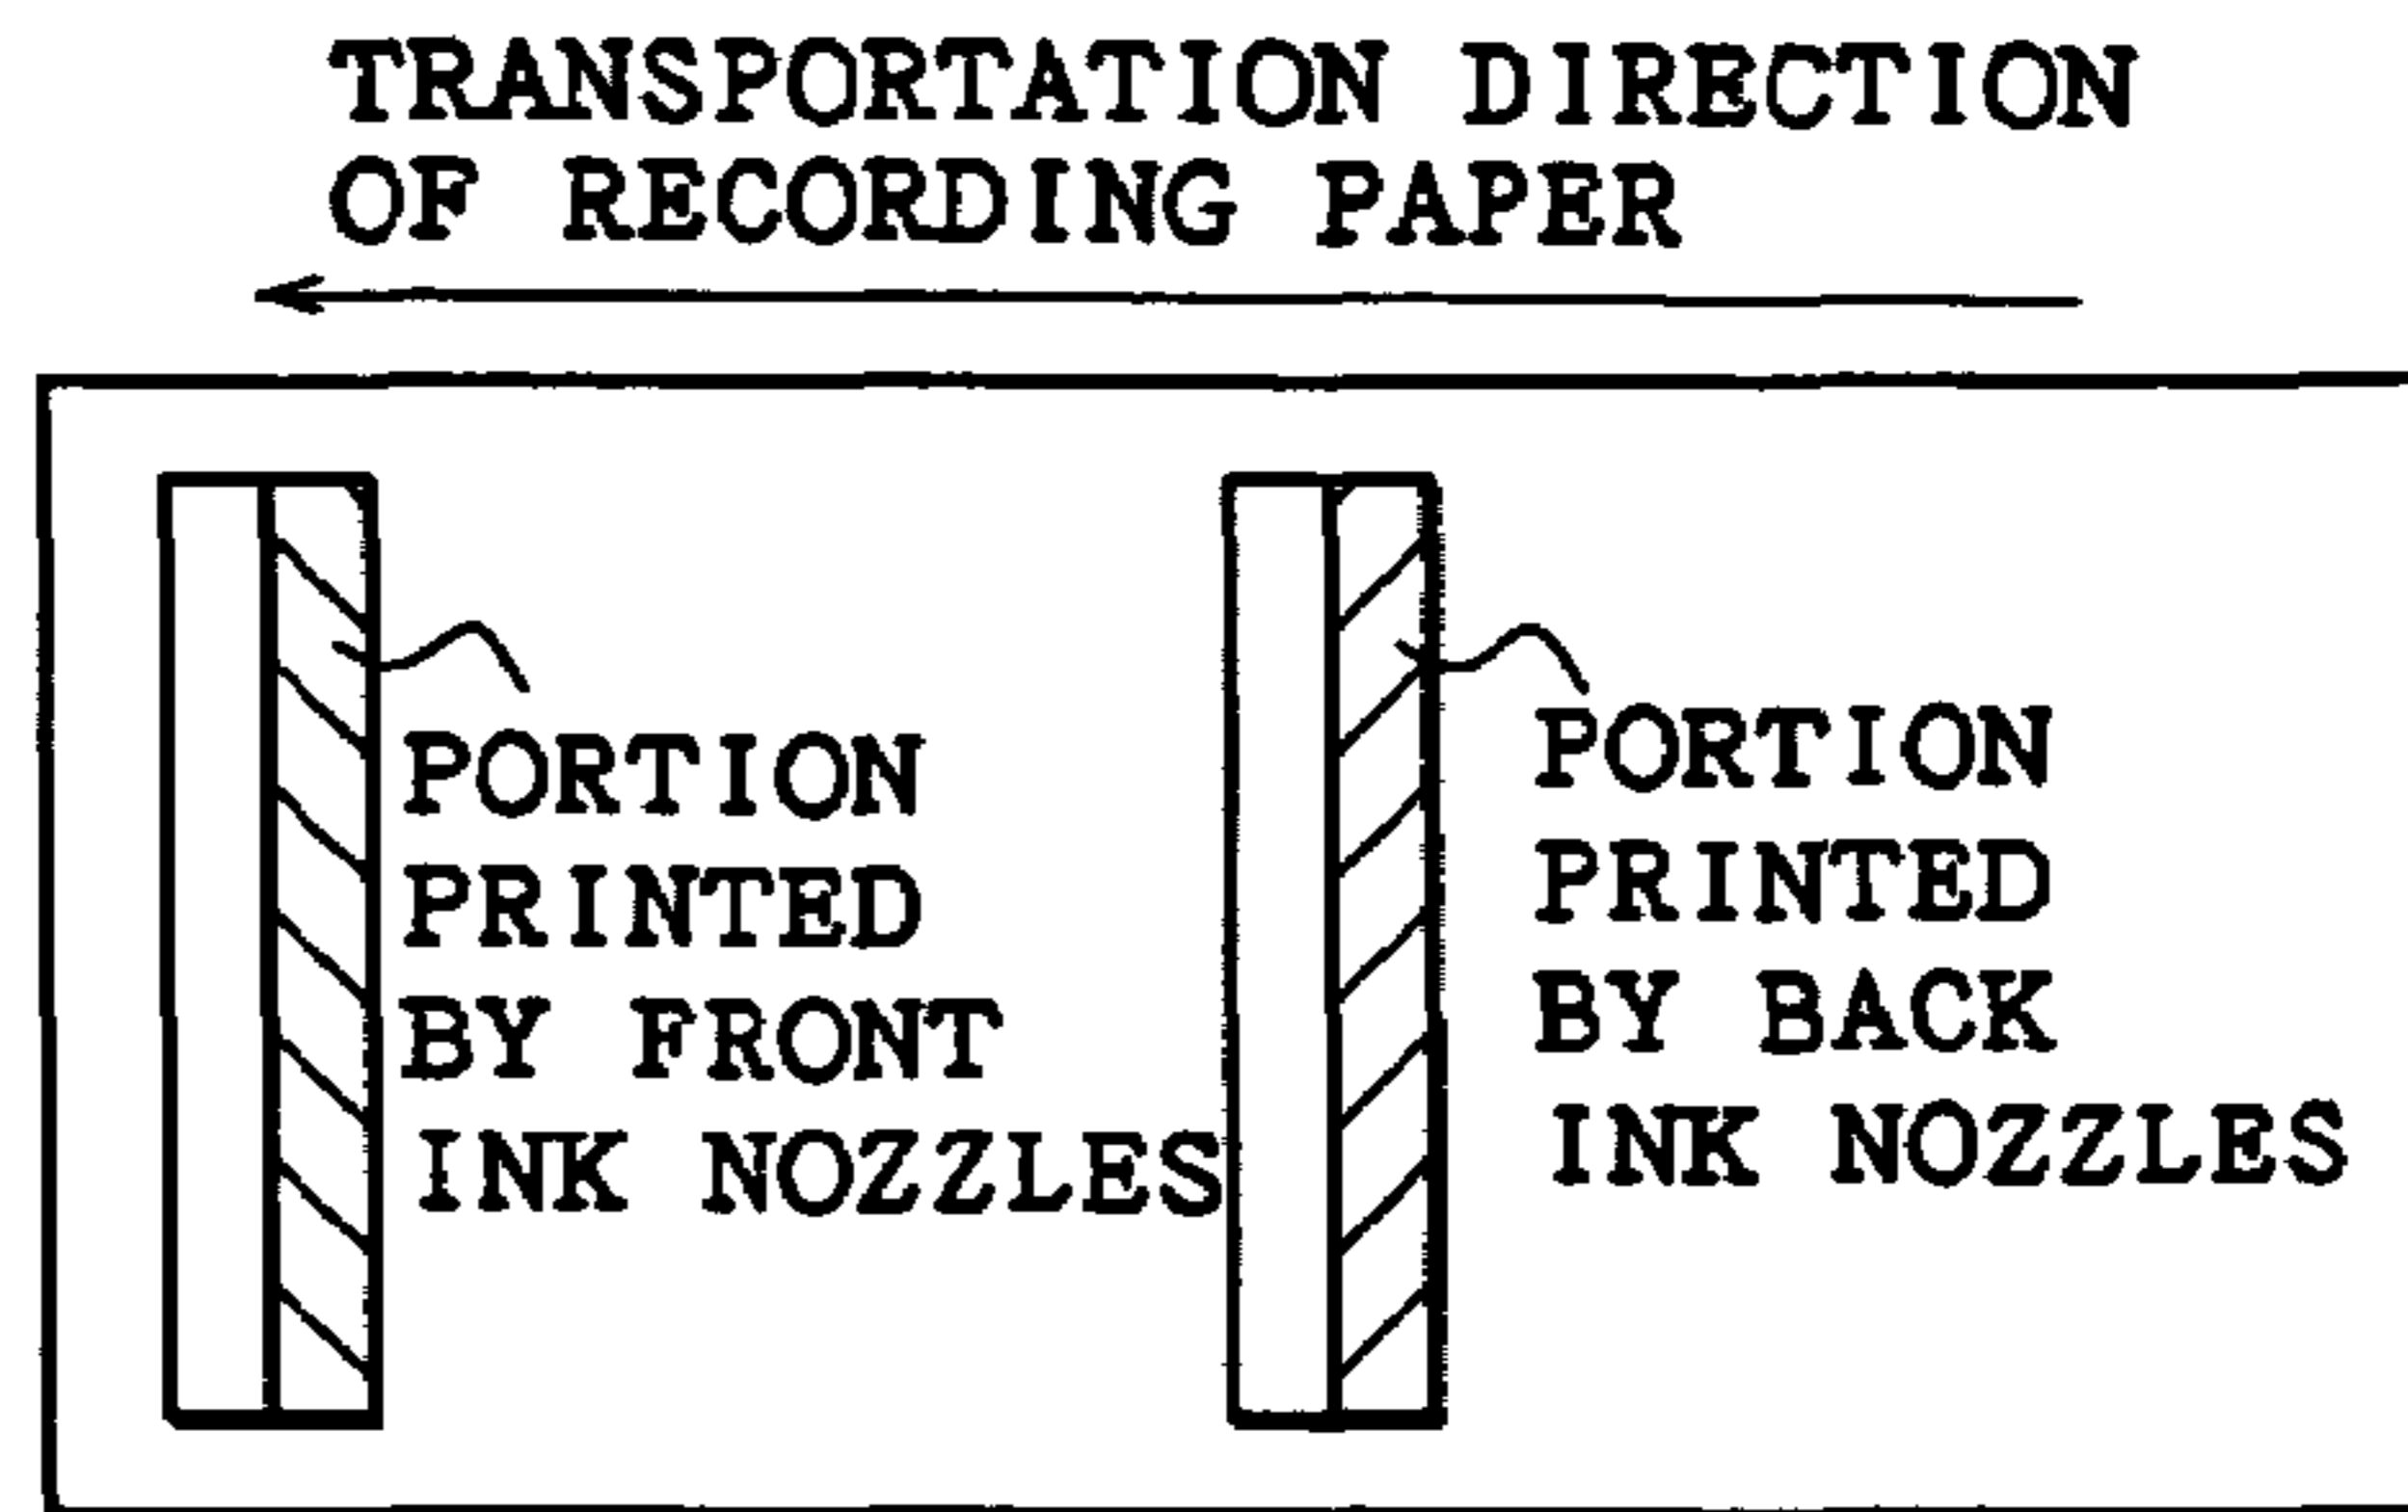 TRANSPORTATION DIRECTION
OF RECORDING PAPER
PORTION
PRINTED
BY FRONT
INK NOZZLES
PORTION
PRINTED
BY BACK
INK NOZZLES